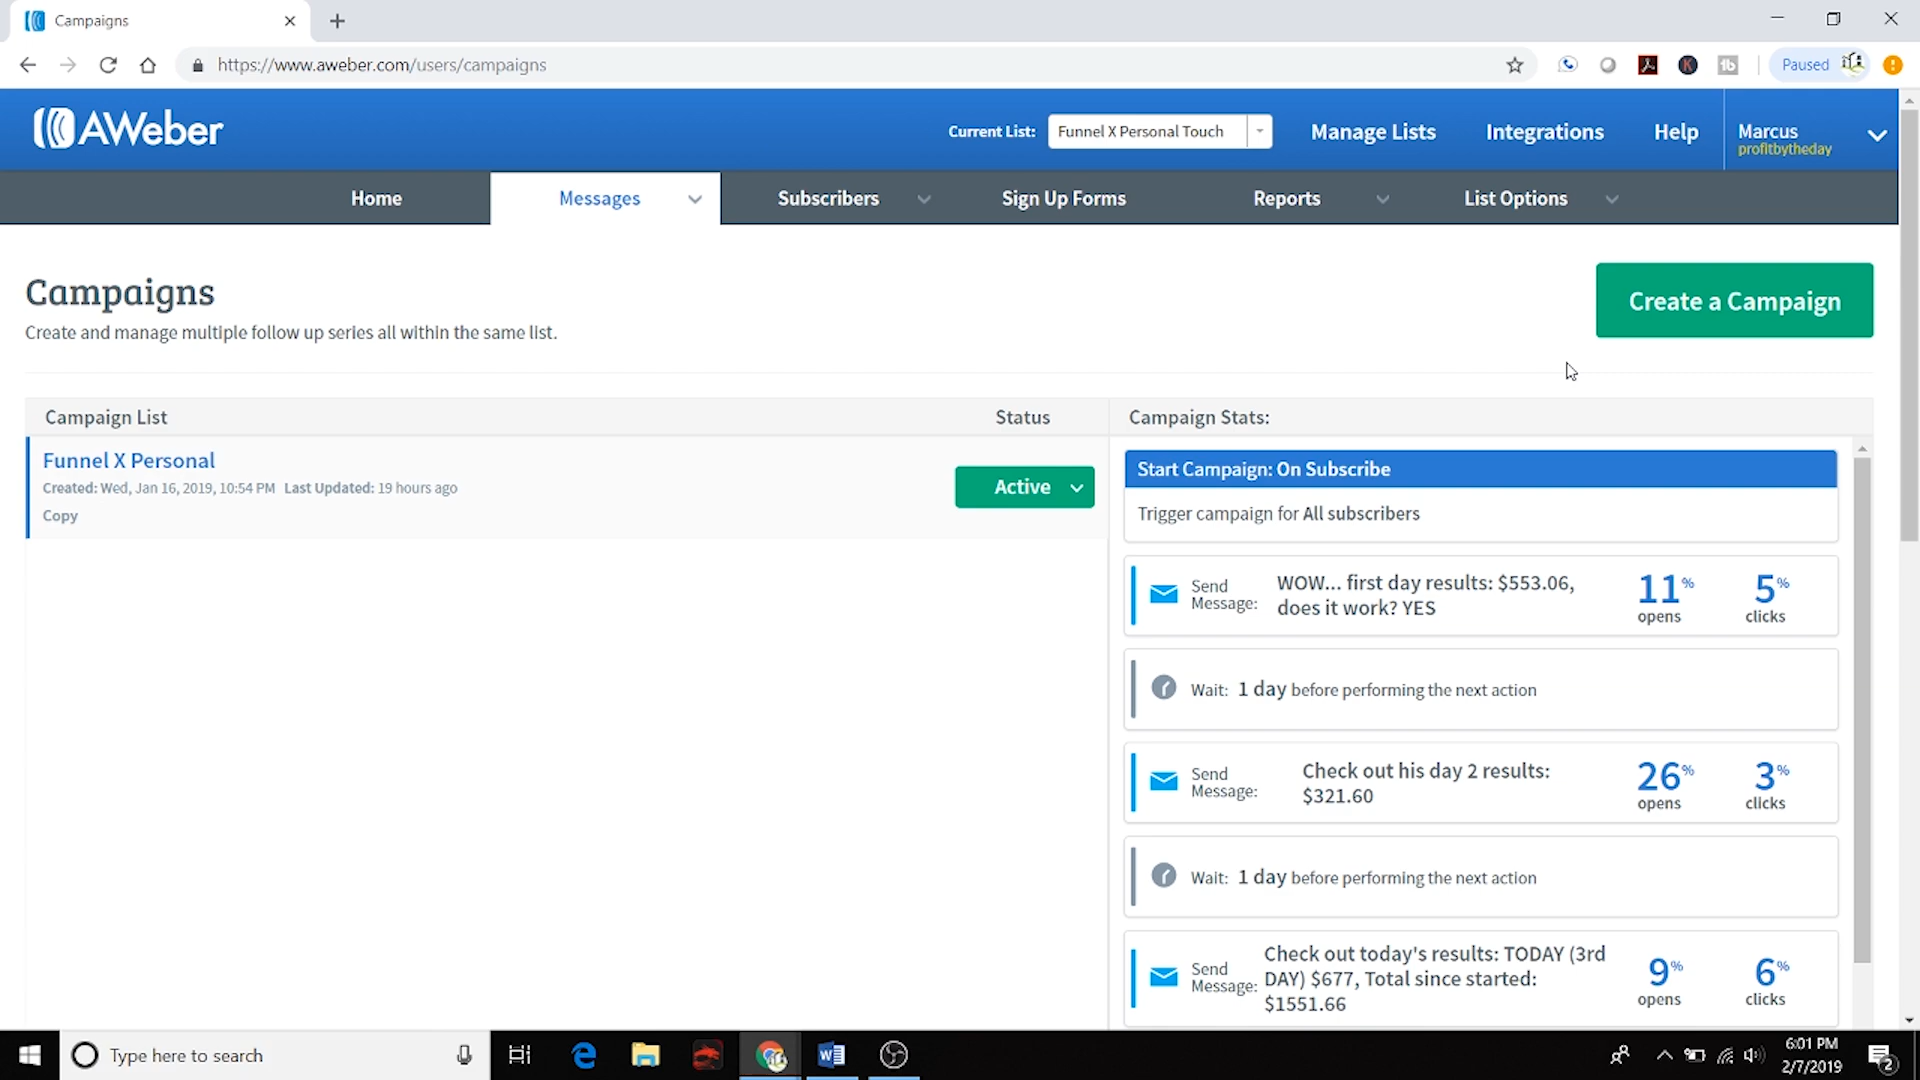 Campaigns
https://www.aweber.com/users/campaigns
Paused
AWeber
Current List:
Funnel X Personal Touch
Manage Lists
Integrations
Help
Marcus
profitbytheday
Home
Messages
Subscribers
Sign Up Forms
Reports
List Options
Campaigns
Create and manage multiple follow up series all within the same list.
Create a Campaign
Campaign List
Status
Campaign Stats:
Funnel X Personal
Created: Wed, Jan 16, 2019, 10:54 PM Last Updated: 19 hours ago
Copy
Active
Start Campaign: On Subscribe
Trigger campaign for All subscribers
Send
Message:
WOW... first day results: $553.06,
does it work? YES
11%
opens
5%
clicks
Wait: 1 day before performing the next action
Send
Message:
Check out his day 2 results:
$321.60
26%
opens
3%
clicks
Wait: 1 day before performing the next action
Send
Message:
Check out today's results: TODAY (3rd
DAY) $677, Total since started:
$1551.66
9%
opens
6%
clicks
Type here to search
6:01 PM
2/7/2019
2